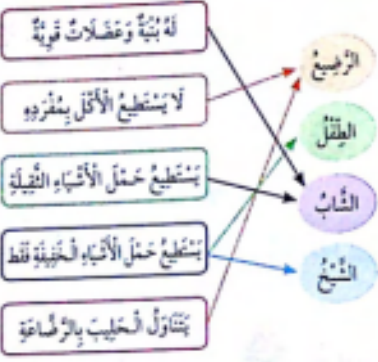 لَهُ بُنْيَةٌ وَعَضَلَاتٌ قَوِيَّةٌ
الرَّضِيعُ
لَا يَسْتَطِيعُ الْأَكْلَ بِمُفْرَدِهِ
الطِّفْلُ
يَسْتَطِيعُ حَمْلَ الْأَشْيَاءِ الثَّقِيلَةِ
الشَّابُّ
يَسْتَطِيعُ حَمْلَ الْأَشْيَاءِ الْخَفِيفَةِ فَقَط
الشَّيْخُ
يَتَنَاوَلُ الْحَلِيبَ بِالرَّضَّاعَةِ